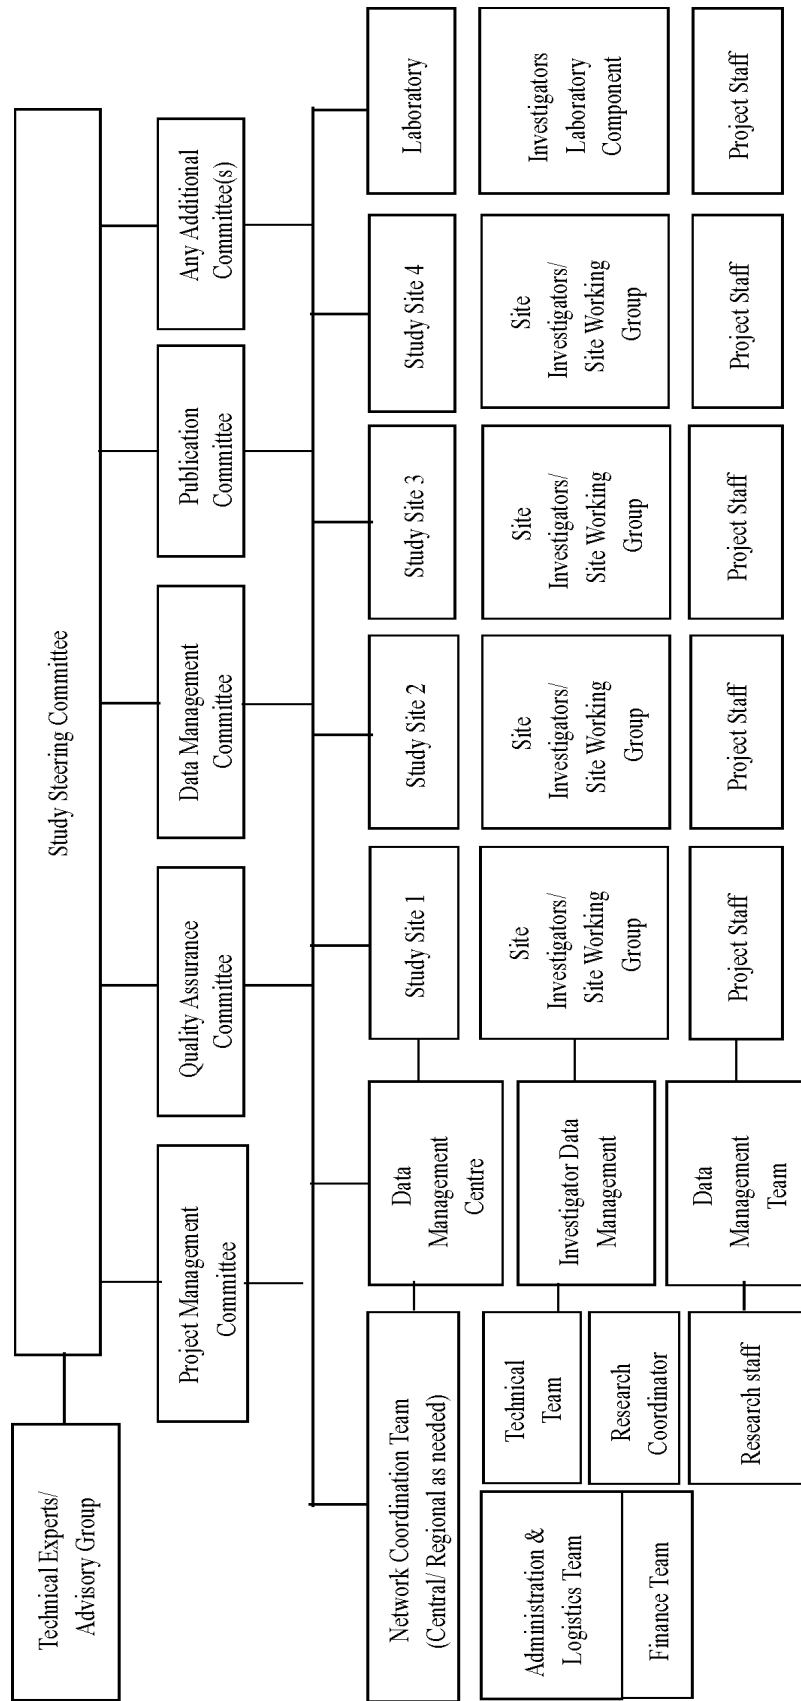 Technical Experts/
Advisory Group
Study Steering Committee
Project Management
Committee
Quality Assurance
Committee
Data Management
Committee
Publication
Committee
Any Additional
Committee(s)
Network Coordination Team
(Central/ Regional as needed)
Data
Management
Centre
Study Site 1
Study Site 2
Study Site 3
Study Site 4
Laboratory
Administration &
Logistics Team
Finance Team
Technical
Team
Research
Coordinator
Investigator Data
Management
Site
Investigators/
Site Working
Group
Site
Investigators/
Site Working
Group
Site
Investigators/
Site Working
Group
Site
Investigators/
Site Working
Group
Investigators
Laboratory
Component
Research staff
Data
Management
Team
Project Staff
Project Staff
Project Staff
Project Staff
Project Staff